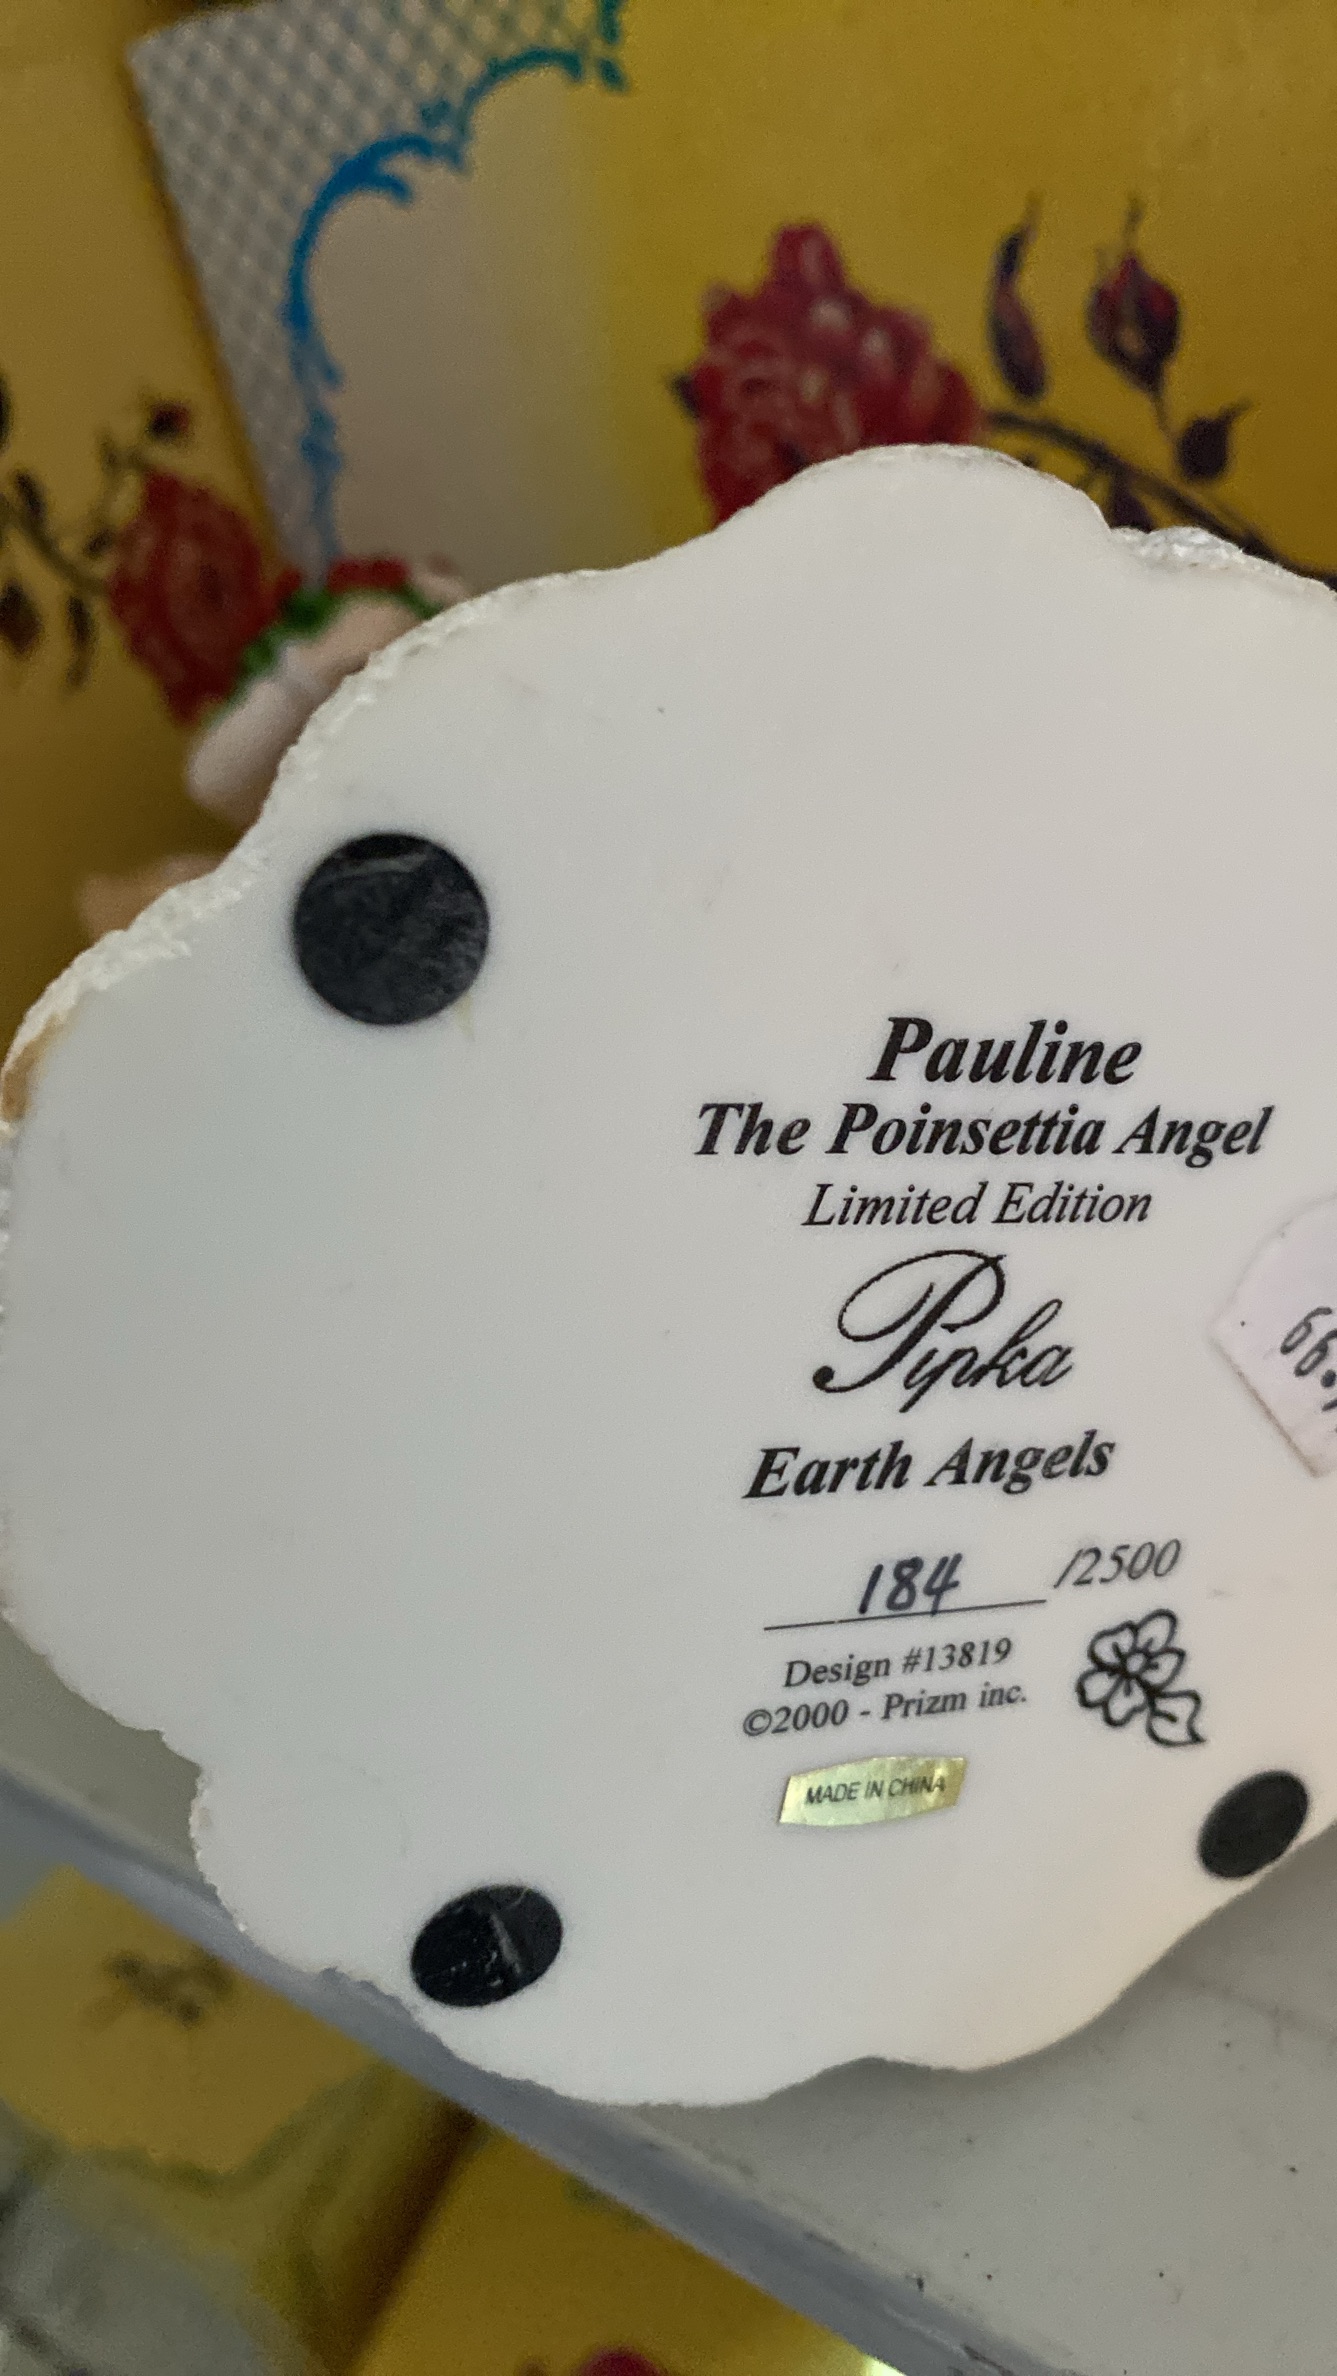 Pauline
The Poinsettia Angel
Limited Edition
Pipka
Earth Angels
184 /2500
Design #13819
©2000 - Prizm inc.
MADE IN CHINA
66.